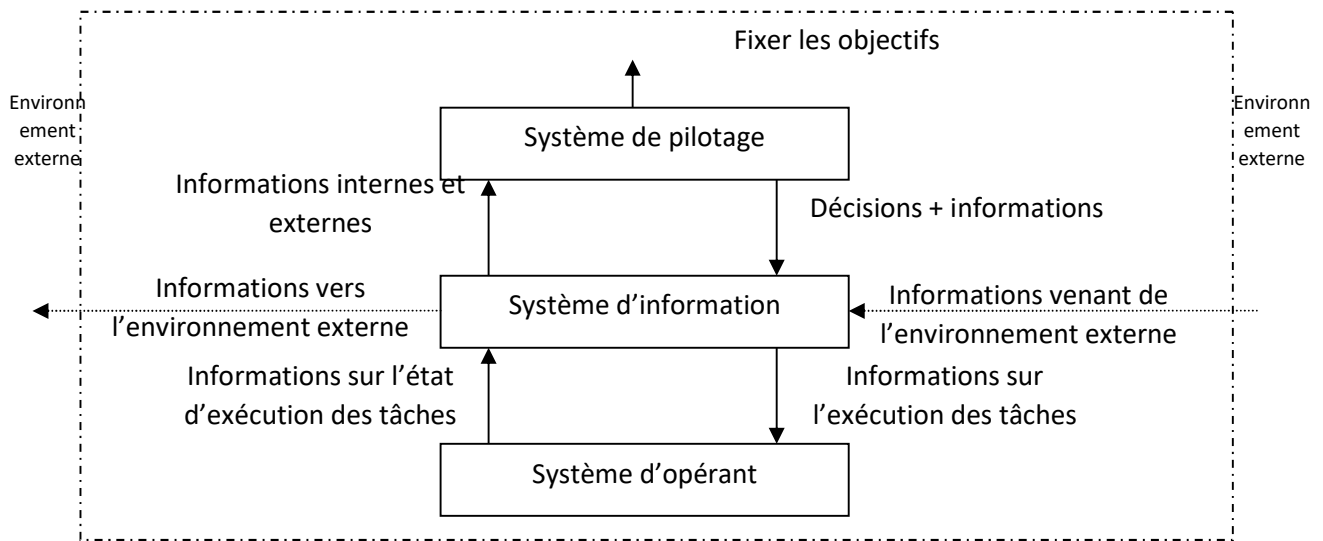 Fixer les objectifs
Environn
ement
externe
Environn
ement
externe
Système de pilotage
Informations internes et
externes
Décisions + informations
Informations vers
l’environnement externe
Système d’information
Informations venant de
l’environnement externe
Informations sur l’état
d’exécution des tâches
Informations sur
l’exécution des tâches
Système d’opérant